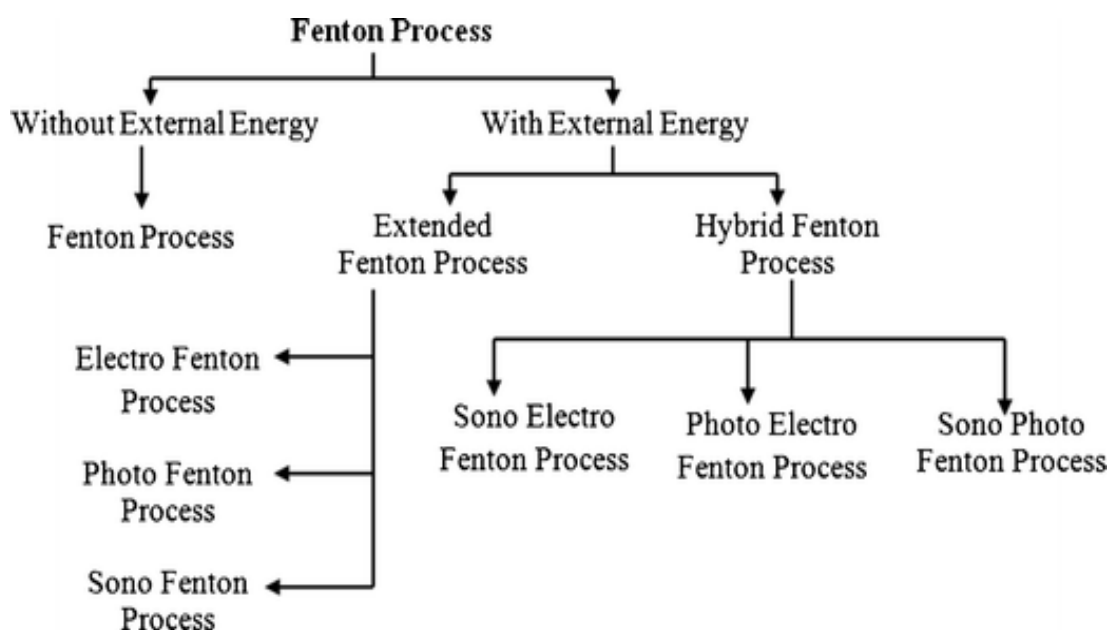 Fenton Process
Without External Energy
With External Energy
Fenton Process
Extended
Fenton Process
Hybrid Fenton
Process
Electro Fenton
Process
Photo Fenton
Process
Sono Fenton
Process
Sono Electro
Fenton Process
Photo Electro
Fenton Process
Sono Photo
Fenton Process